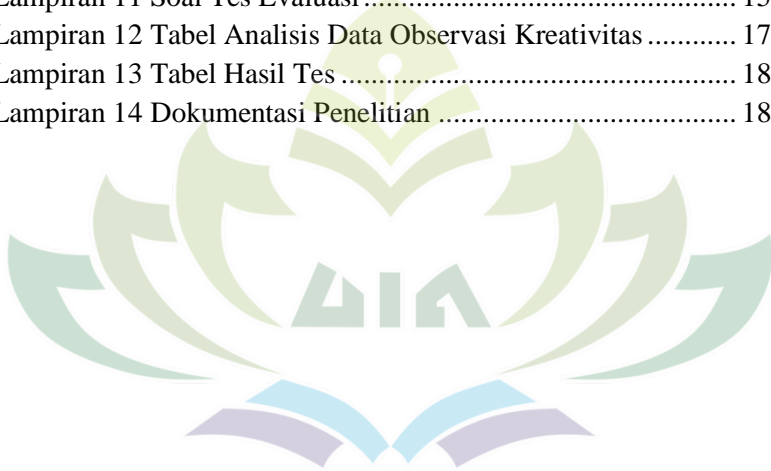 Lampiran 11 Soal Tes Evaluasi
Lampiran 12 Tabel Analisis Data Observasi Kreativitas ............ 17
Lampiran 13 Tabel Hasil Tes ....................................................... 18
Lampiran 14 Dokumentasi Penelitian ......................................... 18
UIN